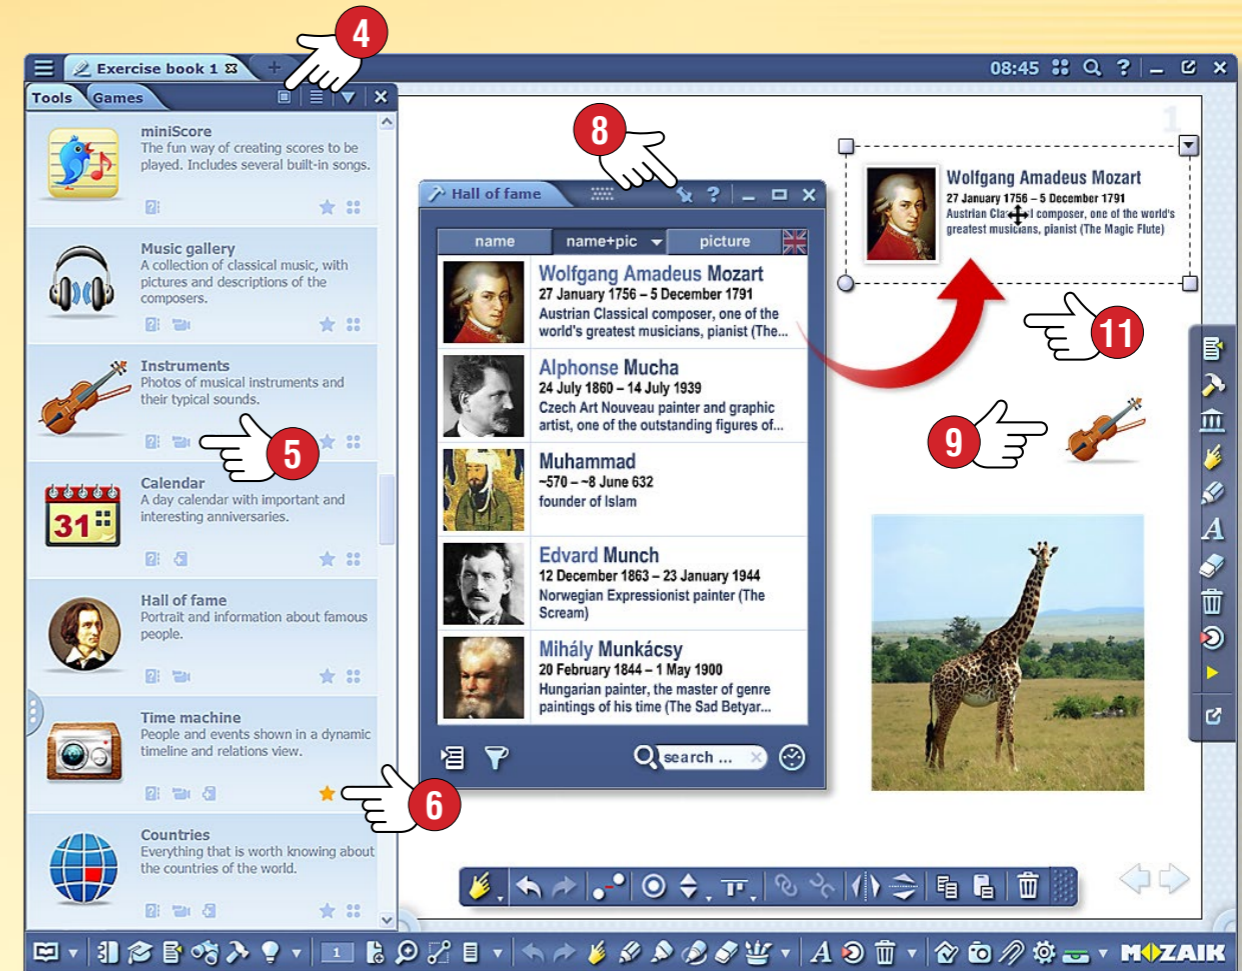 4
Exercise book 1
08:45
?
Tools
Games
miniScore
The fun way of creating scores to be
played. Includes several built-in songs.
Music gallery
A collection of classical music, with
pictures and descriptions of the
composers.
Instruments
Photos of musical instruments and
their typical sounds.
5
Calendar
A day calendar with important and
interesting anniversaries.
31
Hall of fame
Portrait and information about famous
people.
Time machine
People and events shown in a dynamic
timeline and relations view.
6
Countries
Everything that is worth knowing about
the countries of the world.
8
Hall of fame
?
name
name+pic
picture
Wolfgang Amadeus Mozart
27 January 1756 – 5 December 1791
Austrian Classical composer, one of the
world's greatest musicians, pianist (The...
Alphonse Mucha
24 July 1860 – 14 July 1939
Czech Art Nouveau painter and graphic
artist, one of the outstanding figures of...
Muhammad
~570 – ~8 June 632
founder of Islam
Edvard Munch
12 December 1863 – 23 January 1944
Norwegian Expressionist painter (The
Scream)
Mihály Munkácsy
20 February 1844 – 1 May 1900
Hungarian painter, the master of genre
paintings of his time (The Sad Betyar...
search ...
1
Wolfgang Amadeus Mozart
27 January 1756 – 5 December 1791
Austrian Cla l composer, one of the world's
greatest musicians, pianist (The Magic Flute)
11
9
A
1
A
MOZAIK